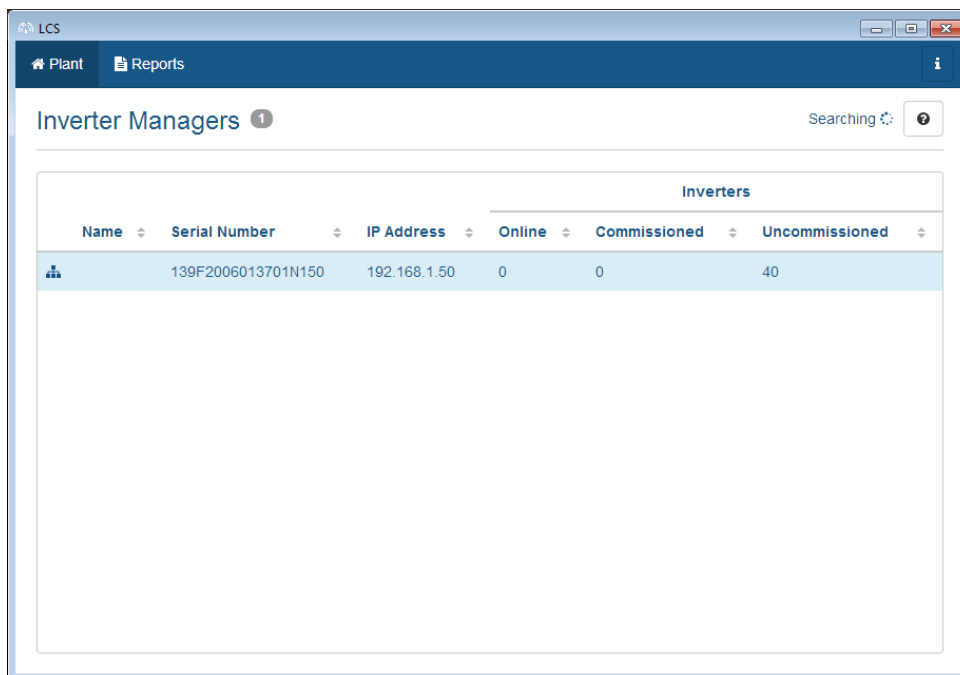 LCS
Plant Reports
Inverter Managers 1 Searching
Inverters
Name Serial Number IP Address Online Commissioned Uncommissioned
139F2006013701N150 192.168.1.50 0 0 40